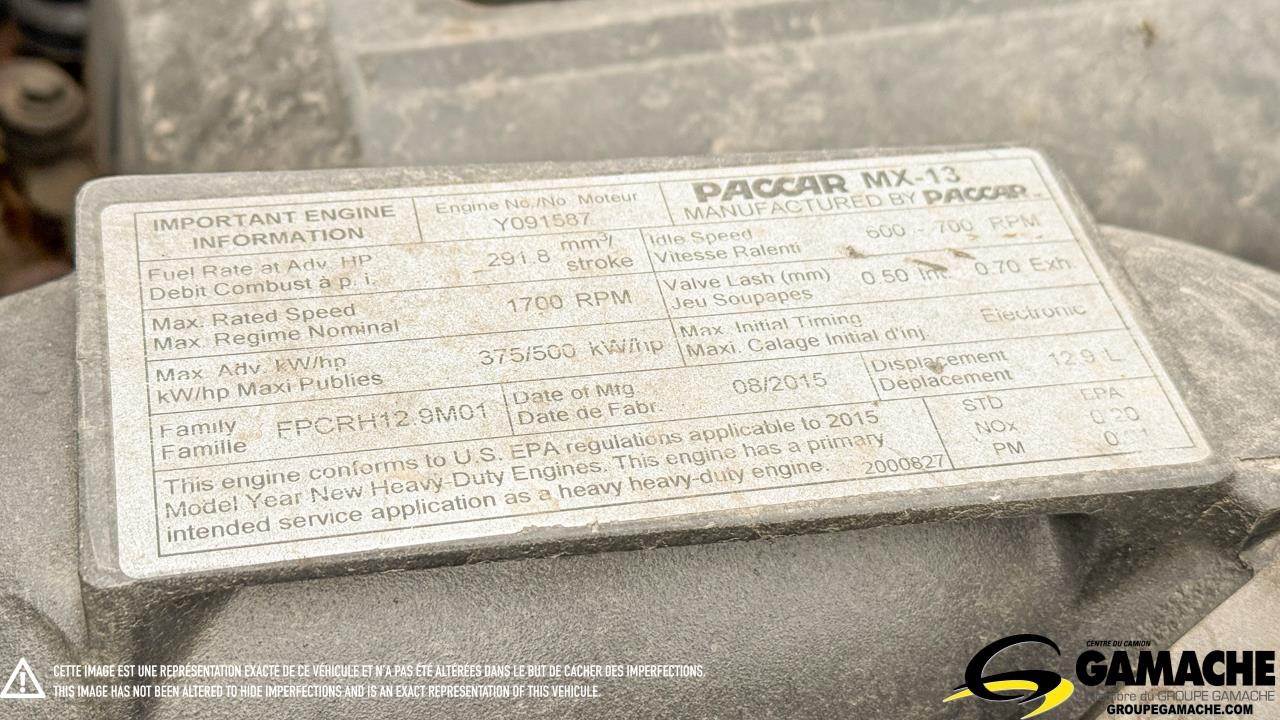 IMPORTANT ENGINE
INFORMATION
Engine No./No. Moteur
Y091587
PACCAR MX-13
MANUFACTURED BY PACCAR
Fuel Rate at Adv. HP
Debit Combust à p. i.
291.8 mm³/
stroke
Idle Speed
Vitesse Ralenti
600 - 700 RPM
Max. Rated Speed
Max. Regime Nominal
1700 RPM
Valve Lash (mm)
Jeu Soupapes
0.50 Int. 0.70 Exh.
Max. Adv. kW/hp
kW/hp Maxi Publies
375/500 kW/hp
Max. Initial Timing
Maxi. Calage Initial d'inj.
Electronic
Family
Famille
FPCRH12.9M01
Date of Mfg
Date de Fabr.
08/2015
Displacement
Déplacement
12.9 L
This engine conforms to U.S. EPA regulations applicable to 2015
Model Year New Heavy-Duty Engines. This engine has a primary
intended service application as a heavy heavy-duty engine. 2000827
STD EPA
NOx 0.20
PM
CETTE IMAGE EST UNE REPRÉSENTATION EXACTE DE CE VÉHICULE ET N'A PAS ÉTÉ ALTÉRÉES DANS LE BUT DE CACHER DES IMPERFECTIONS.
THIS IMAGE HAS NOT BEEN ALTERED TO HIDE IMPERFECTIONS AND IS AN EXACT REPRESENTATION OF THIS VEHICULE.
CENTRE DU CAMION
GAMACHE
bre du GROUPE GAMACHE
GROUPEGAMACHE.COM